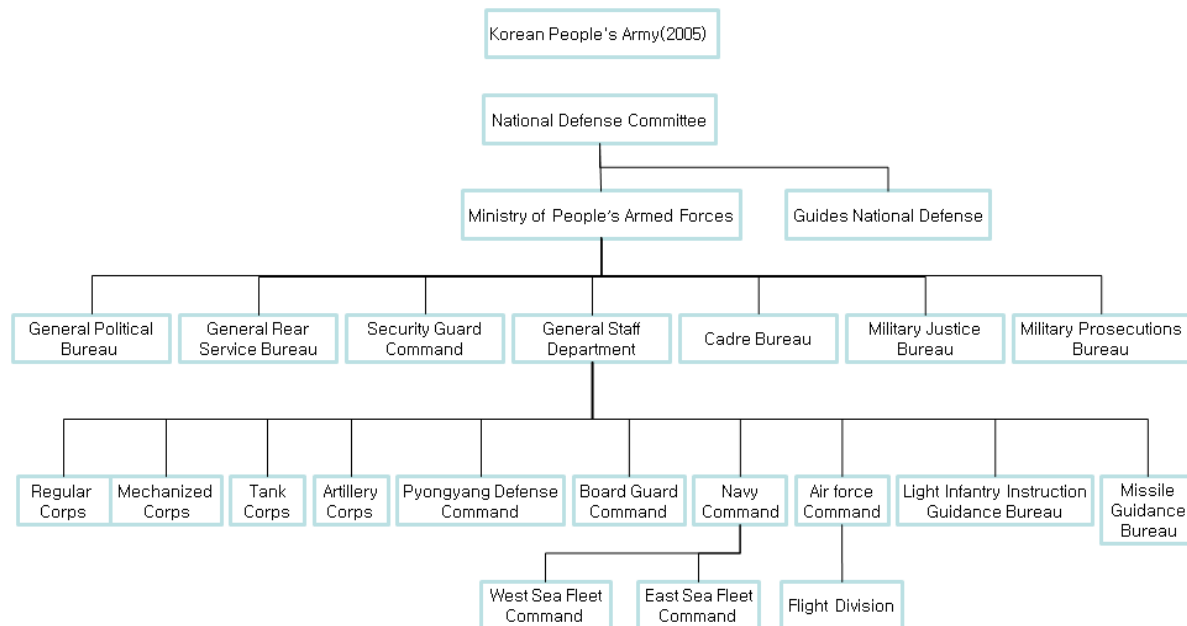 Korean People's Army(2005)
National Defense Committee
Ministry of People's Armed Forces
Guides National Defense
General Political
Bureau
General Rear
Service Bureau
Security Guard
Command
General Staff
Department
Cadre Bureau
Military Justice
Bureau
Military Prosecutions
Bureau
Regular
Corps
Mechanized
Corps
Tank
Corps
Artillery
Corps
Pyongyang Defense
Command
Board Guard
Command
Navy
Command
Air force
Command
Light Infantry Instruction
Guidance Bureau
Missile
Guidance
Bureau
West Sea Fleet
Command
East Sea Fleet
Command
Flight Division